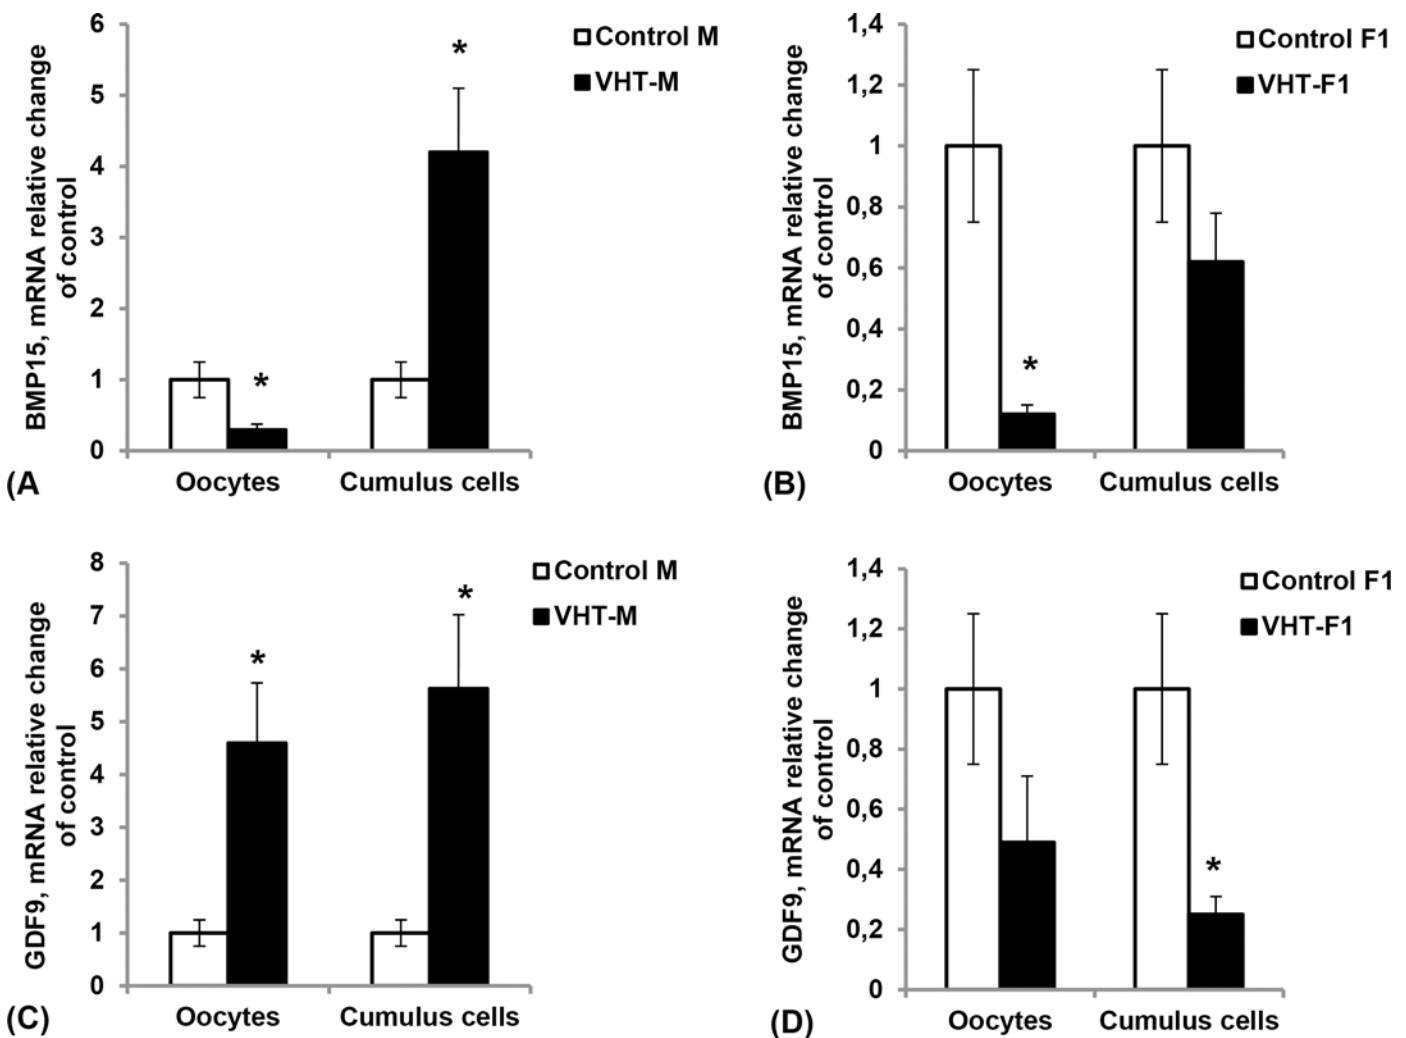 6
5
4
3
2
1
0
BMP15, mRNA relative change
of control
*
*
Control M
VHT-M
Oocytes
Cumulus cells
(A
1,4
1,2
1
0,8
0,6
0,4
0,2
0
BMP15, mRNA relative change
of control
*
Control F1
VHT-F1
Oocytes
Cumulus cells
(B)
8
7
6
5
4
3
2
1
0
GDF9, mRNA relative change
of control
*
*
Control M
VHT-M
Oocytes
Cumulus cells
(C)
1,4
1,2
1
0,8
0,6
0,4
0,2
0
GDF9, mRNA relative change
of control
*
Control F1
VHT-F1
Oocytes
Cumulus cells
(D)